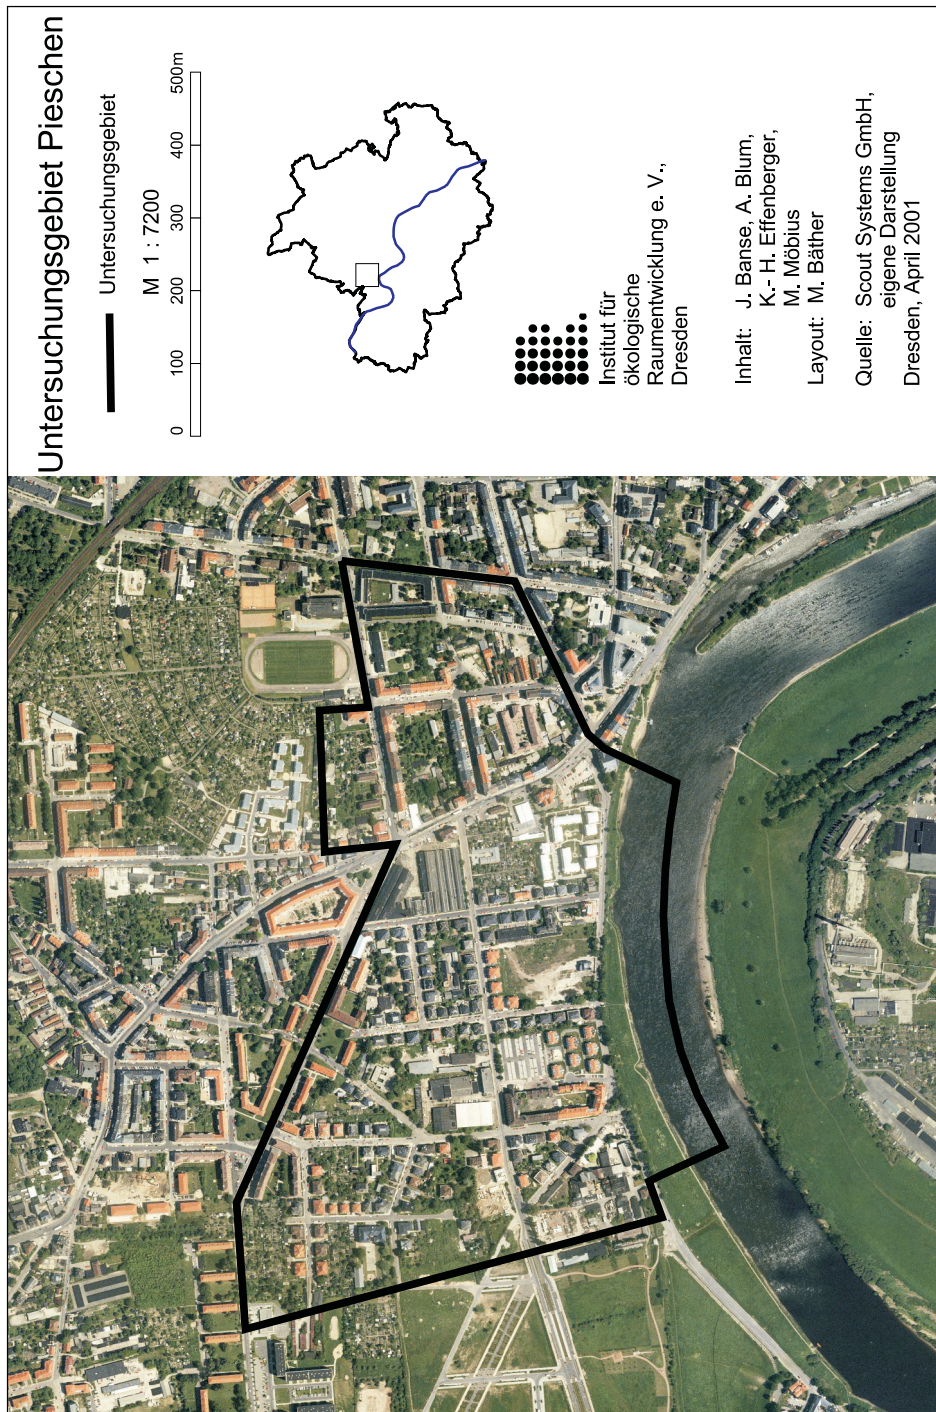 Untersuchungsgebiet Pieschen
Untersuchungsgebiet
M 1 : 7200
0 100 200 300 400 500m
Institut für
ökologische
Raumentwicklung e. V.,
Dresden
Inhalt: J. Banse, A. Blum,
K.- H. Effenberger,
M. Möbius
Layout: M. Bäther
Quelle: Scout Systems GmbH,
eigene Darstellung
Dresden, April 2001